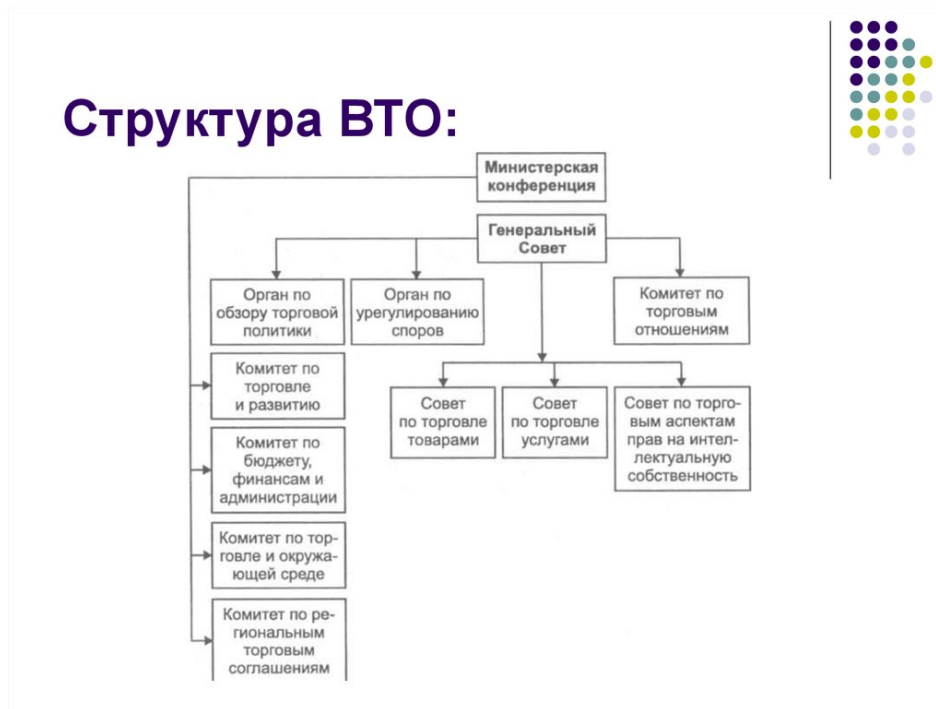 Структура ВТО:
Министерская
конференция
Генеральный
Совет
Орган по
обзору торговой
политики
Орган по
урегулированию
споров
Комитет по
торговым
отношениям
Комитет по
торговле
и развитию
Совет
по торговле
товарами
Совет
по торговле
услугами
Совет по торго-
вым аспектам
прав на интел-
лектуальную
собственность
Комитет по
бюджету,
финансам и
администрации
Комитет по тор-
говле и окружа-
ющей среде
Комитет по ре-
гиональным
торговым
соглашениям